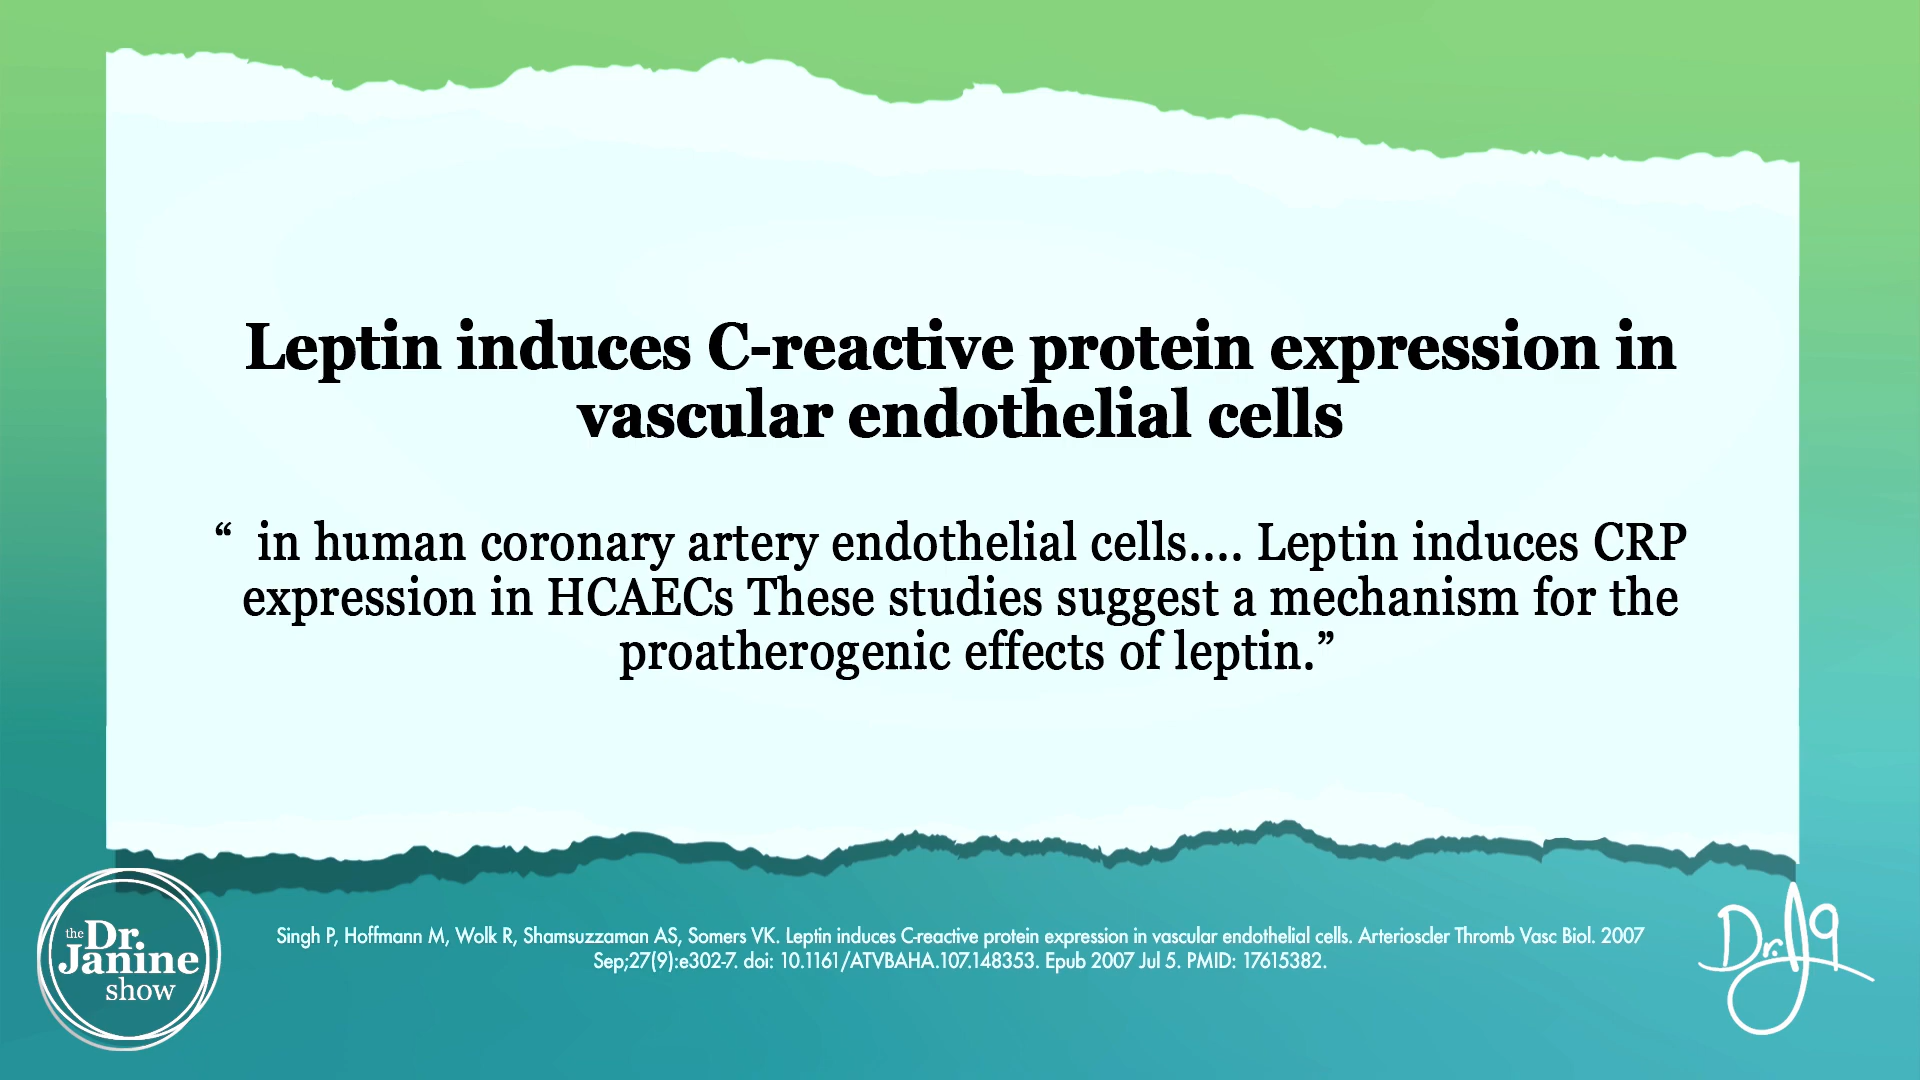 Leptin induces C-reactive protein expression in
vascular endothelial cells
“ in human coronary artery endothelial cells.... Leptin induces CRP
expression in HCAECs These studies suggest a mechanism for the
proatherogenic effects of leptin.”
the Dr.
Janine
show
Singh P, Hoffmann M, Wolk R, Shamsuzzaman AS, Somers VK. Leptin induces C-reactive protein expression in vascular endothelial cells. Arterioscler Thromb Vasc Biol. 2007
Sep;27(9):e302-7. doi: 10.1161/ATVBAHA.107.148353. Epub 2007 Jul 5. PMID: 17615382.